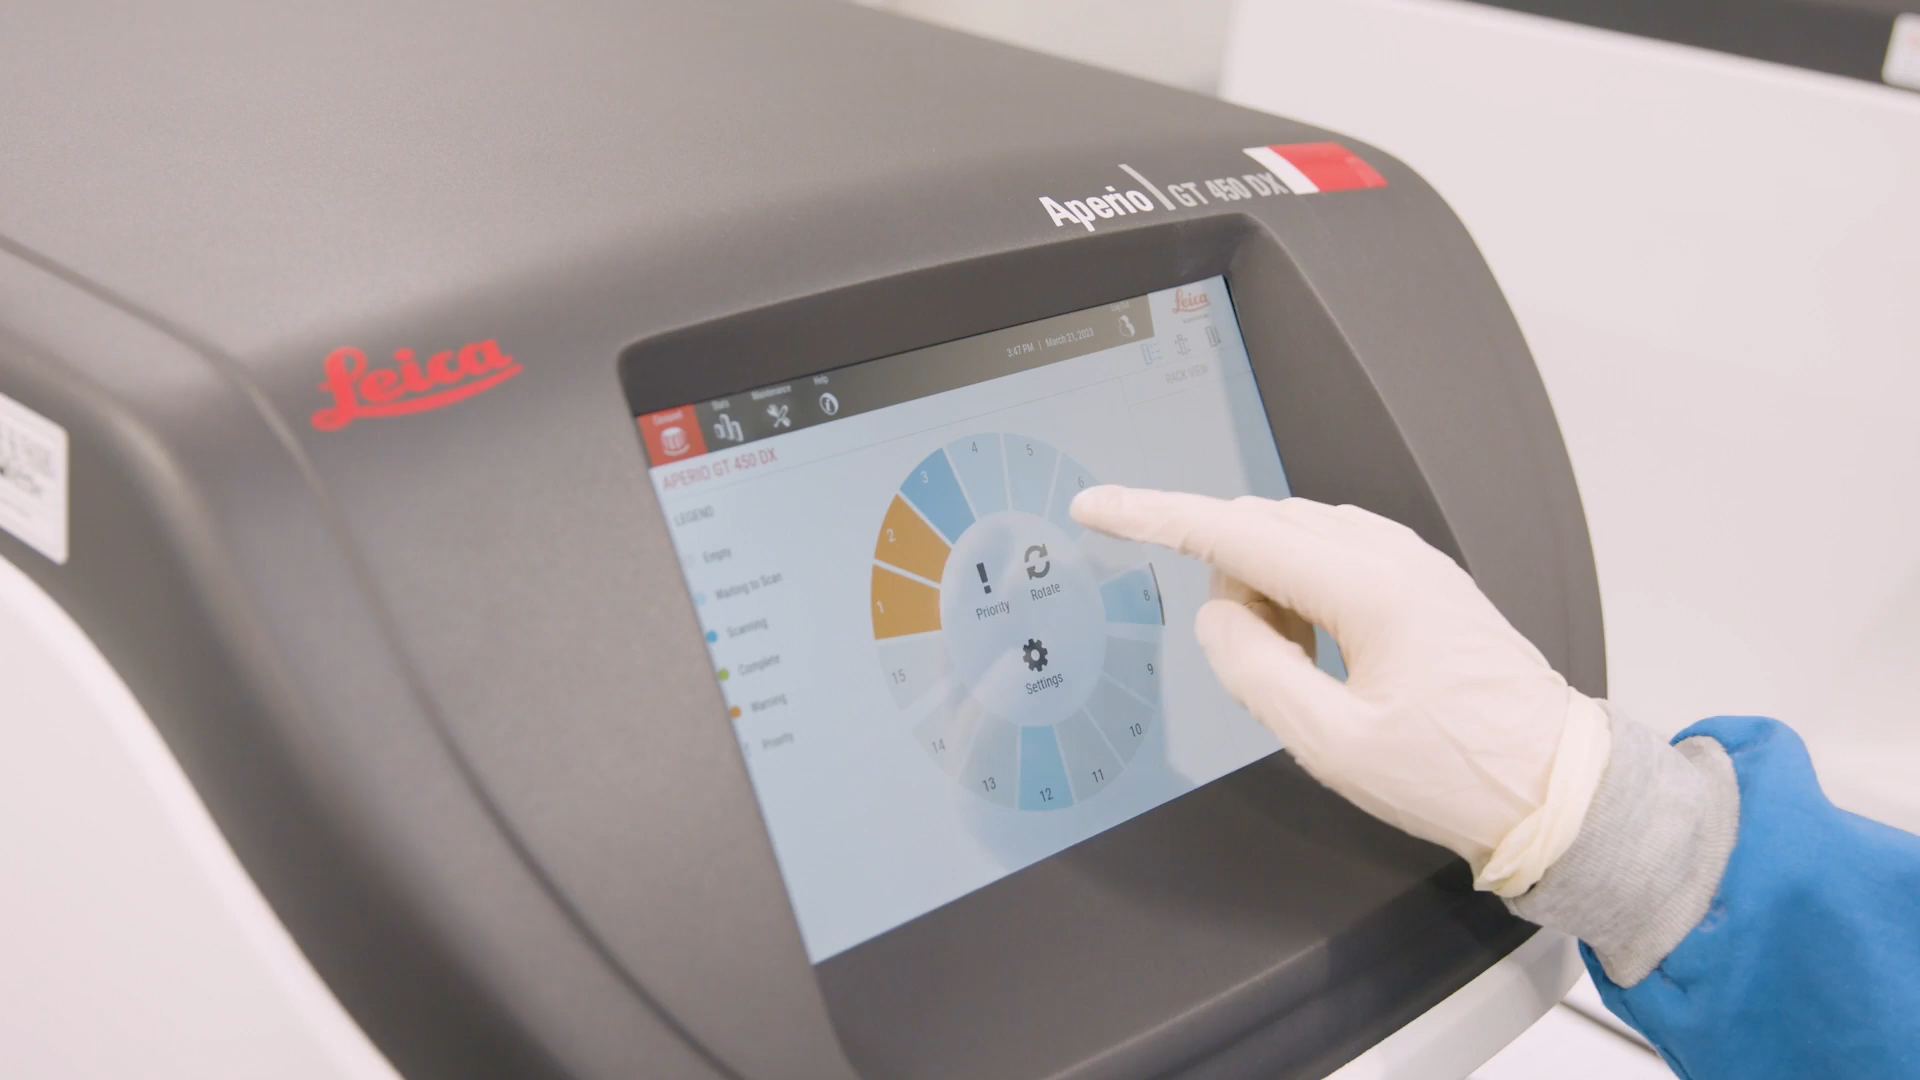 Aperio | GT 450 DX
Leica
3:47 PM | March 21, 2023
Leica
Stats
Maintenance
Help
RACK VIEW
APERIO GT 450 DX
LEGEND
Empty
Waiting to Scan
Scanning
Complete
Warning
Priority
1
2
3
4
5
6
8
9
10
11
12
13
14
15
Priority
Rotate
Settings